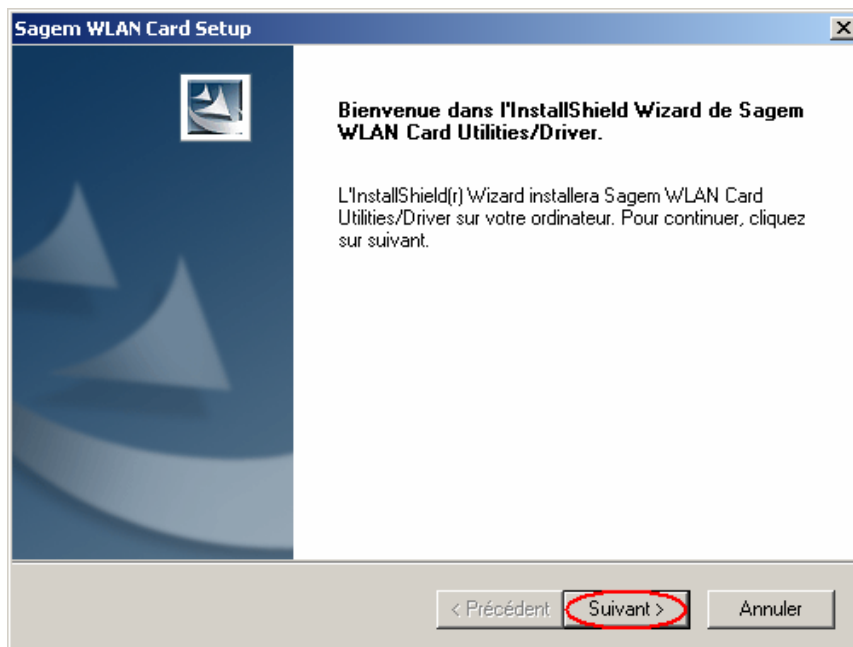 Sagem WLAN Card Setup
Bienvenue dans l'InstallShield Wizard de Sagem
WLAN Card Utilities/Driver.
L'InstallShield(r) Wizard installera Sagem WLAN Card
Utilities/Driver sur votre ordinateur. Pour continuer, cliquez
sur suivant.
< Précédent
Suivant >
Annuler